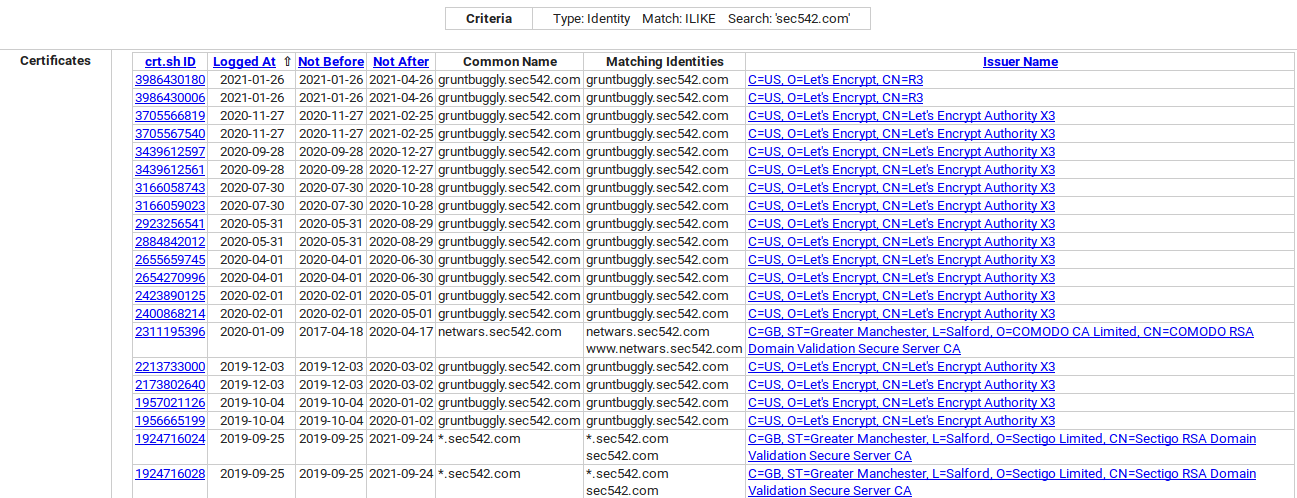 Criteria Type: Identity Match: ILIKE Search: 'sec542.com'
Certificates crt.sh ID Logged At ⇧ Not Before Not After Common Name Matching Identities Issuer Name
3986430180 2021-01-26 2021-01-26 2021-04-26 gruntbuggly.sec542.com gruntbuggly.sec542.com C=US, O=Let's Encrypt, CN=R3
3986430006 2021-01-26 2021-01-26 2021-04-26 gruntbuggly.sec542.com gruntbuggly.sec542.com C=US, O=Let's Encrypt, CN=R3
3705566819 2020-11-27 2020-11-27 2021-02-25 gruntbuggly.sec542.com gruntbuggly.sec542.com C=US, O=Let's Encrypt, CN=Let's Encrypt Authority X3
3705567540 2020-11-27 2020-11-27 2021-02-25 gruntbuggly.sec542.com gruntbuggly.sec542.com C=US, O=Let's Encrypt, CN=Let's Encrypt Authority X3
3439612597 2020-09-28 2020-09-28 2020-12-27 gruntbuggly.sec542.com gruntbuggly.sec542.com C=US, O=Let's Encrypt, CN=Let's Encrypt Authority X3
3439612561 2020-09-28 2020-09-28 2020-12-27 gruntbuggly.sec542.com gruntbuggly.sec542.com C=US, O=Let's Encrypt, CN=Let's Encrypt Authority X3
3166058743 2020-07-30 2020-07-30 2020-10-28 gruntbuggly.sec542.com gruntbuggly.sec542.com C=US, O=Let's Encrypt, CN=Let's Encrypt Authority X3
3166059023 2020-07-30 2020-07-30 2020-10-28 gruntbuggly.sec542.com gruntbuggly.sec542.com C=US, O=Let's Encrypt, CN=Let's Encrypt Authority X3
2923256541 2020-05-31 2020-05-31 2020-08-29 gruntbuggly.sec542.com gruntbuggly.sec542.com C=US, O=Let's Encrypt, CN=Let's Encrypt Authority X3
2884842012 2020-05-31 2020-05-31 2020-08-29 gruntbuggly.sec542.com gruntbuggly.sec542.com C=US, O=Let's Encrypt, CN=Let's Encrypt Authority X3
2655659745 2020-04-01 2020-04-01 2020-06-30 gruntbuggly.sec542.com gruntbuggly.sec542.com C=US, O=Let's Encrypt, CN=Let's Encrypt Authority X3
2654270996 2020-04-01 2020-04-01 2020-06-30 gruntbuggly.sec542.com gruntbuggly.sec542.com C=US, O=Let's Encrypt, CN=Let's Encrypt Authority X3
2423890125 2020-02-01 2020-02-01 2020-05-01 gruntbuggly.sec542.com gruntbuggly.sec542.com C=US, O=Let's Encrypt, CN=Let's Encrypt Authority X3
2400868214 2020-02-01 2020-02-01 2020-05-01 gruntbuggly.sec542.com gruntbuggly.sec542.com C=US, O=Let's Encrypt, CN=Let's Encrypt Authority X3
2311195396 2020-01-09 2017-04-18 2020-04-17 netwars.sec542.com netwars.sec542.com C=GB, ST=Greater Manchester, L=Salford, O=COMODO CA Limited, CN=COMODO RSA
www.netwars.sec542.com Domain Validation Secure Server CA
2213733000 2019-12-03 2019-12-03 2020-03-02 gruntbuggly.sec542.com gruntbuggly.sec542.com C=US, O=Let's Encrypt, CN=Let's Encrypt Authority X3
2173802640 2019-12-03 2019-12-03 2020-03-02 gruntbuggly.sec542.com gruntbuggly.sec542.com C=US, O=Let's Encrypt, CN=Let's Encrypt Authority X3
1957021126 2019-10-04 2019-10-04 2020-01-02 gruntbuggly.sec542.com gruntbuggly.sec542.com C=US, O=Let's Encrypt, CN=Let's Encrypt Authority X3
1956665199 2019-10-04 2019-10-04 2020-01-02 gruntbuggly.sec542.com gruntbuggly.sec542.com C=US, O=Let's Encrypt, CN=Let's Encrypt Authority X3
1924716024 2019-09-25 2019-09-25 2021-09-24 *.sec542.com *.sec542.com C=GB, ST=Greater Manchester, L=Salford, O=Sectigo Limited, CN=Sectigo RSA Domain
sec542.com Validation Secure Server CA
1924716028 2019-09-25 2019-09-25 2021-09-24 *.sec542.com *.sec542.com C=GB, ST=Greater Manchester, L=Salford, O=Sectigo Limited, CN=Sectigo RSA Domain
sec542.com Validation Secure Server CA